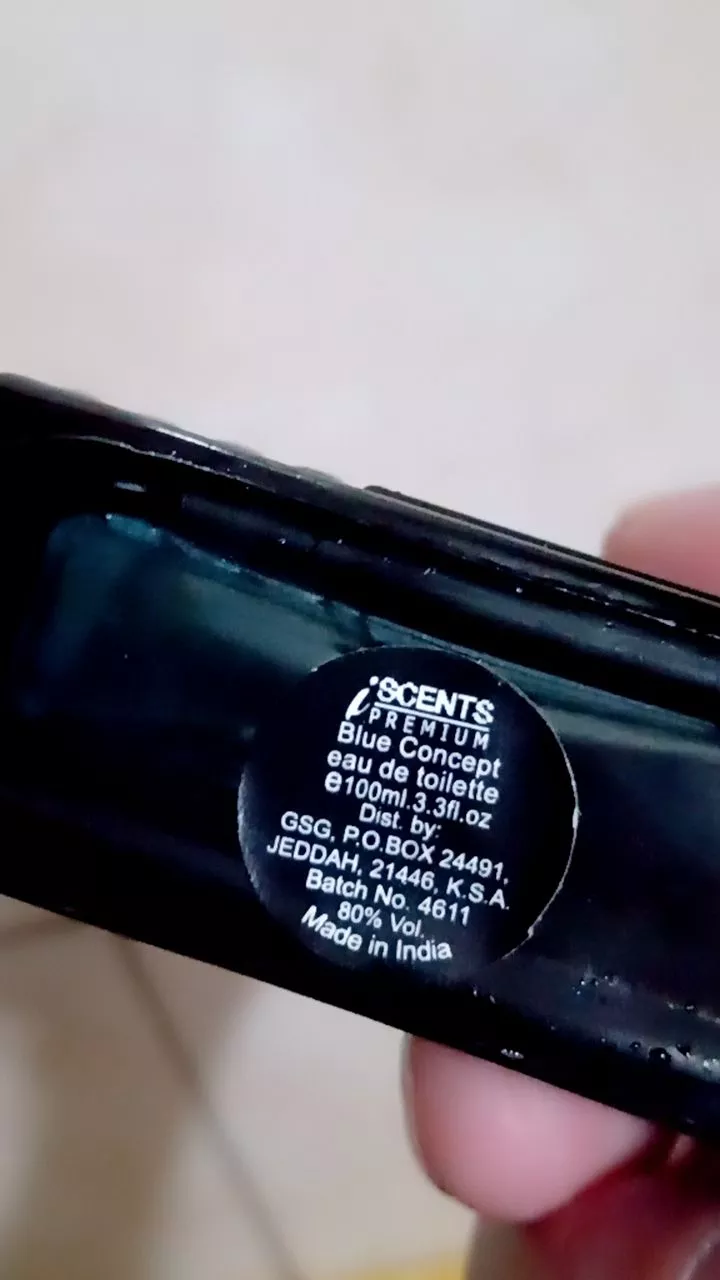 iSCENTS
PREMIUM
Blue Concept
eau de toilette
℮100ml.3.3fl.oz
Dist. by:
GSG, P.O.BOX 24491,
JEDDAH, 21446, K.S.A.
Batch No. 4611
80% Vol.
Made in India